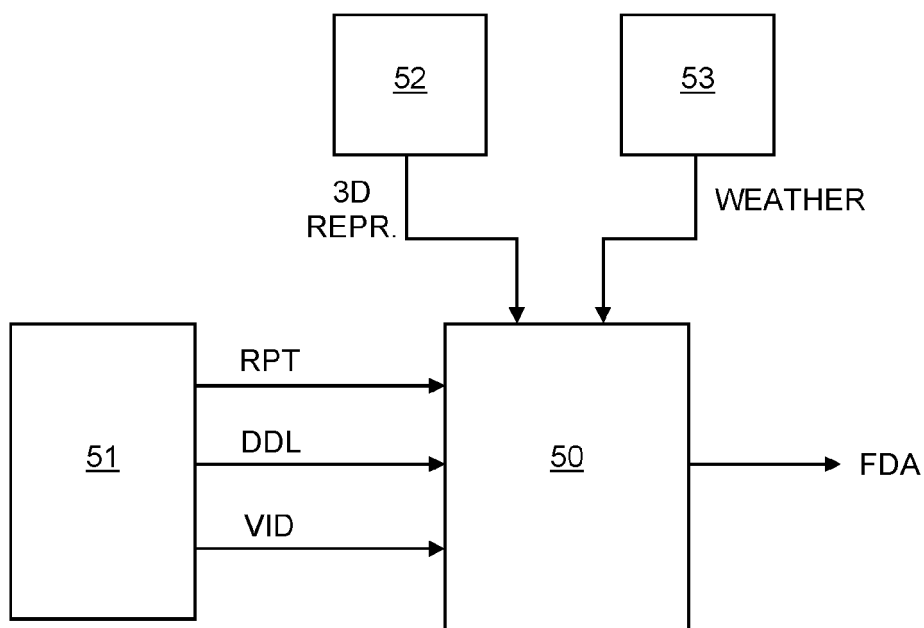 52
53
3D
REPR.
WEATHER
RPT
DDL
VID
51
50
FDA